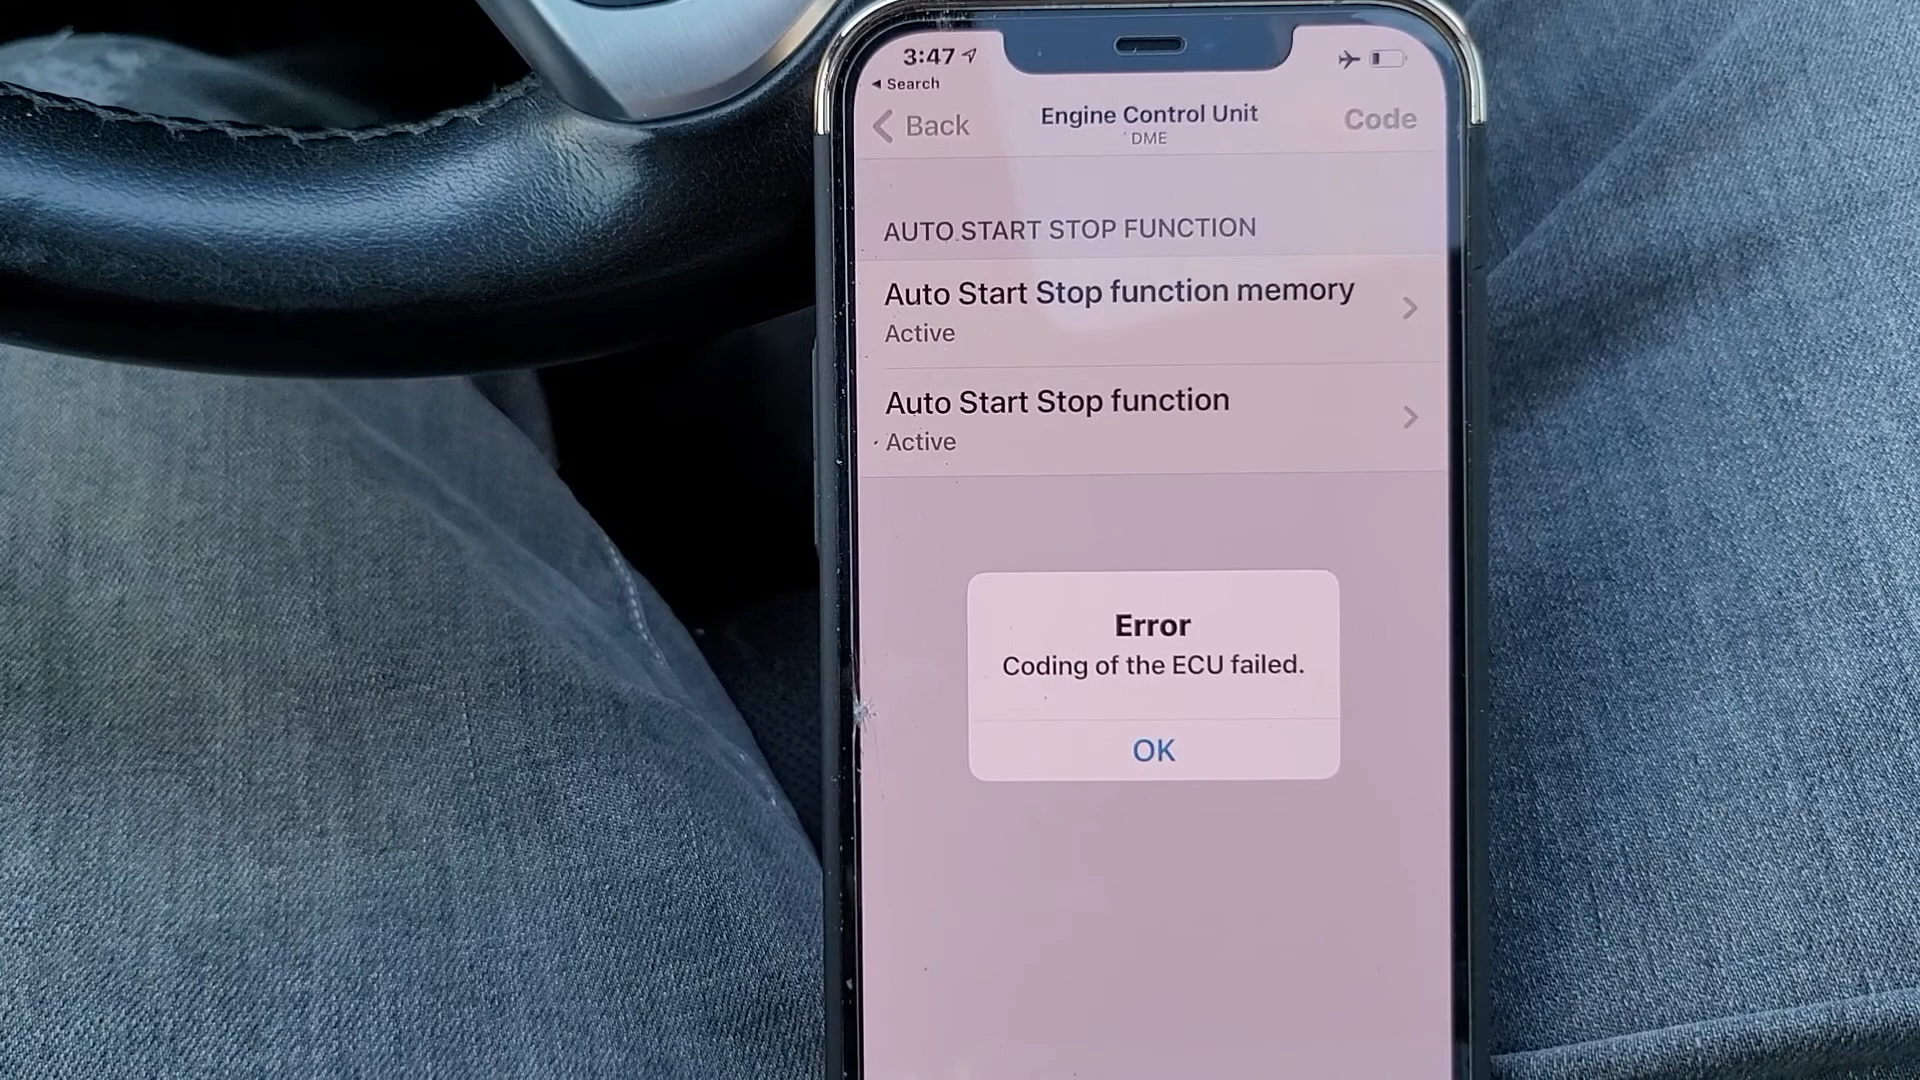 3:47
Search
Back
Engine Control Unit
DME
Code
AUTO START STOP FUNCTION
Auto Start Stop function memory
Active
Auto Start Stop function
Active
Error
Coding of the ECU failed.
OK